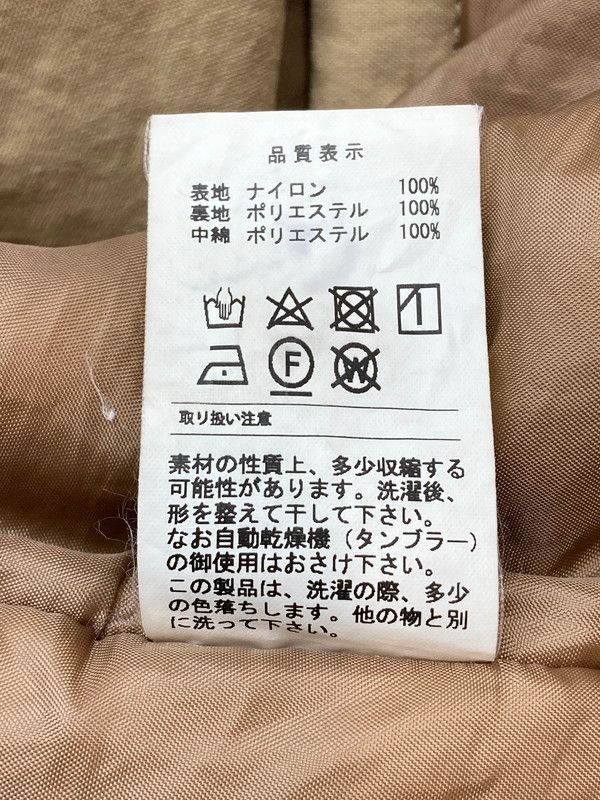 品質表示
表地 ナイロン 100%
裏地 ポリエステル 100%
中綿 ポリエステル 100%
F W
取り扱い注意
素材の性質上、多少収縮する
可能性があります。洗濯後、
形を整えて干して下さい。
なお自動乾燥機（タンブラー）
の御使用はおさけ下さい。
この製品は、洗濯の際、多少
の色落ちします。他の物と別
に洗って下さい。